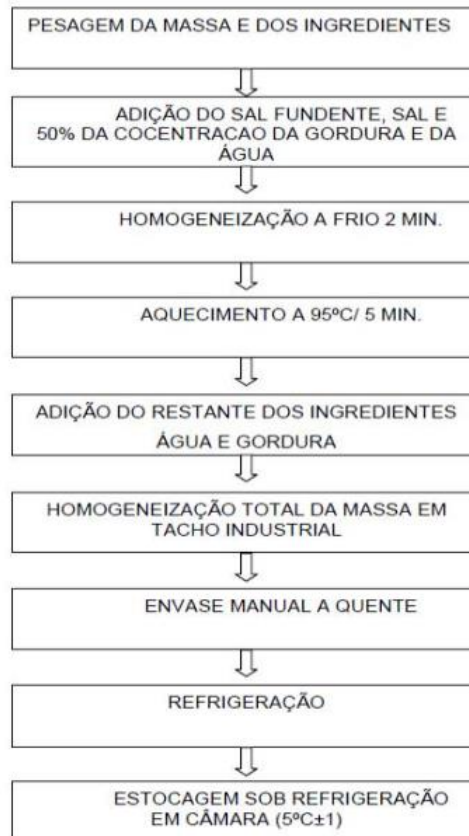 PESAGEM DA MASSA E DOS INGREDIENTES
ADIÇÃO DO SAL FUNDENTE, SAL E
50% DA COCENTRACAO DA GORDURA E DA
ÁGUA
HOMOGENEIZAÇÃO A FRIO 2 MIN.
AQUECIMENTO A 95ºC/ 5 MIN.
ADIÇÃO DO RESTANTE DOS INGREDIENTES
ÁGUA E GORDURA
HOMOGENEIZAÇÃO TOTAL DA MASSA EM
TACHO INDUSTRIAL
ENVASE MANUAL A QUENTE
REFRIGERAÇÃO
ESTOCAGEM SOB REFRIGERAÇÃO
EM CÂMARA (5ºC±1)